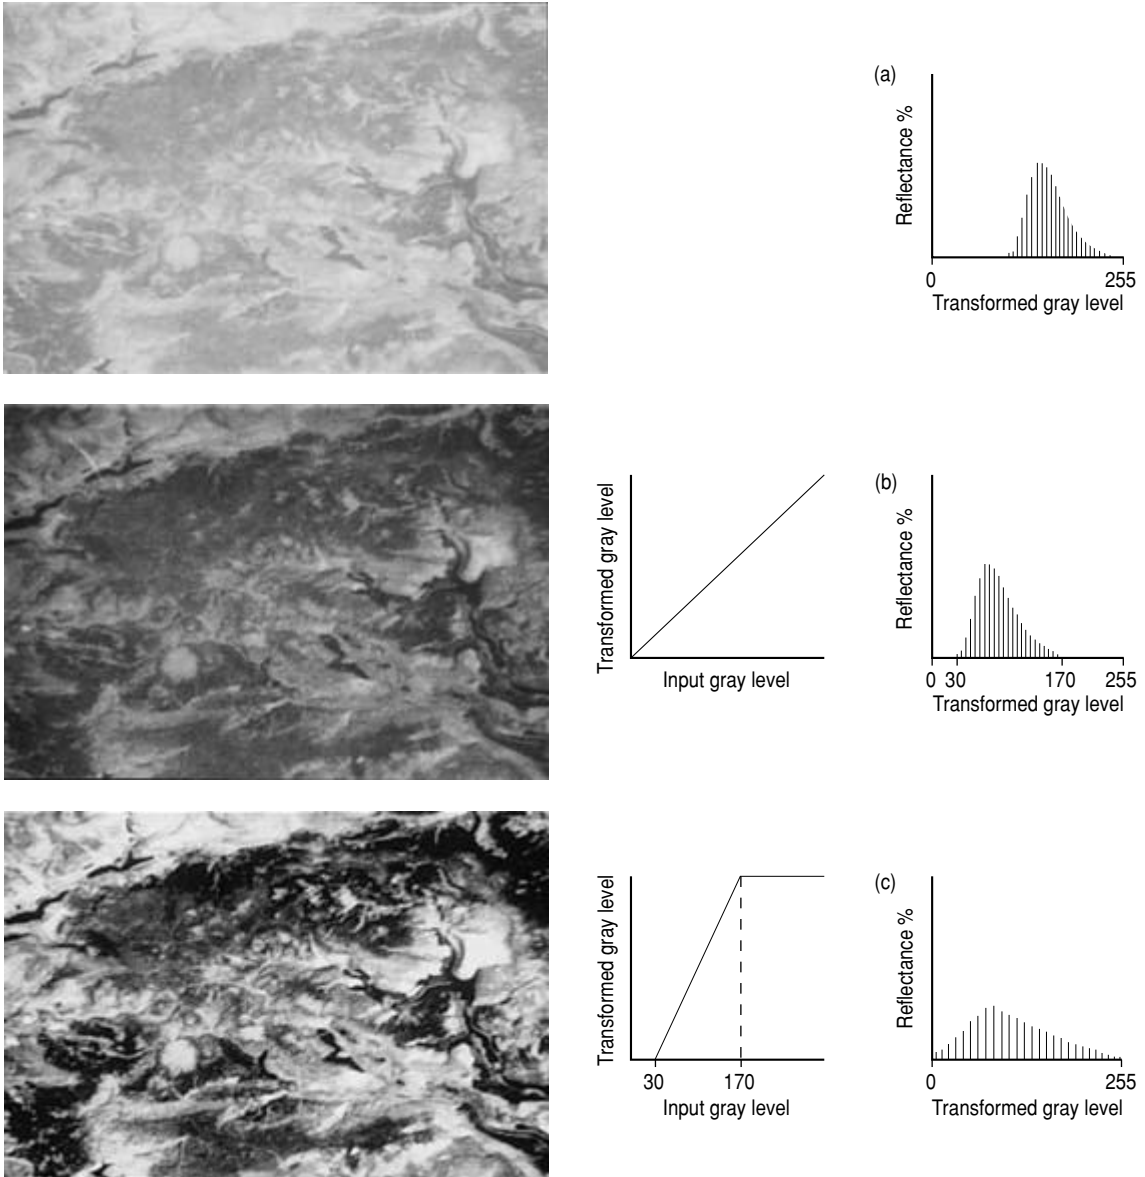 (a)
Reflectance %
0 255
Transformed gray level
Transformed gray level
Input gray level
(b)
Reflectance %
0 30 170 255
Transformed gray level
Transformed gray level
30 170
Input gray level
(c)
Reflectance %
0 255
Transformed gray level